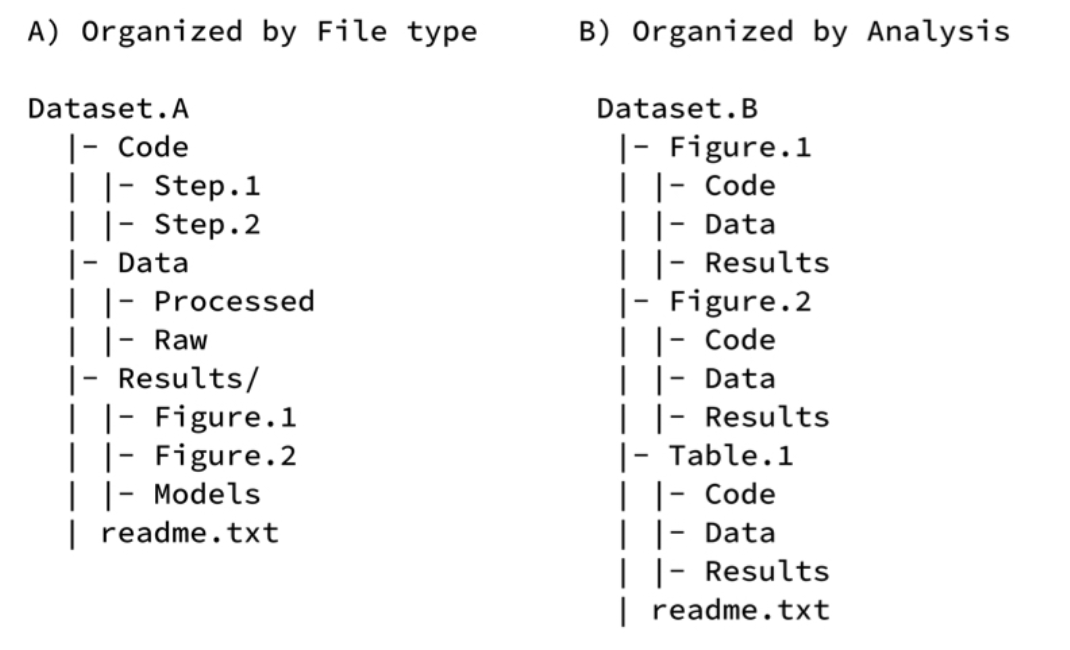 A) Organized by File type
Dataset.A
|- Code
| |- Step.1
| |- Step.2
|- Data
| |- Processed
| |- Raw
|- Results/
| |- Figure.1
| |- Figure.2
| |- Models
| readme.txt
B) Organized by Analysis
Dataset.B
|- Figure.1
| |- Code
| |- Data
| |- Results
|- Figure.2
| |- Code
| |- Data
| |- Results
|- Table.1
| |- Code
| |- Data
| |- Results
| readme.txt